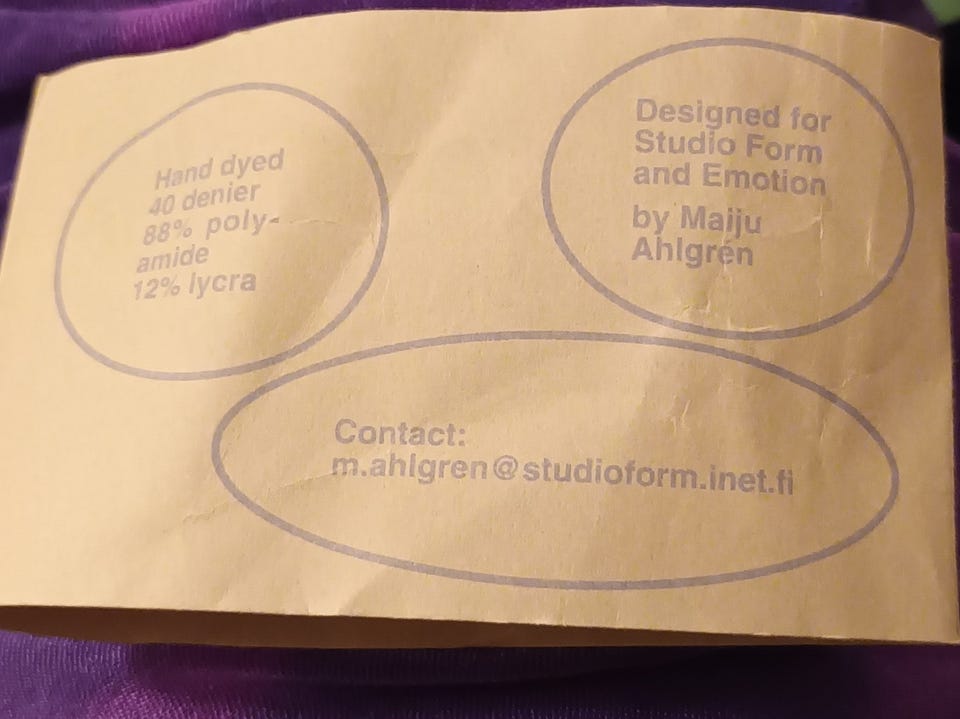 Hand dyed
40 denier
88% poly-
amide
12% lycra
Designed for
Studio Form
and Emotion
by Maiju
Ahlgrén
Contact:
m.ahlgren@studioform.inet.fi